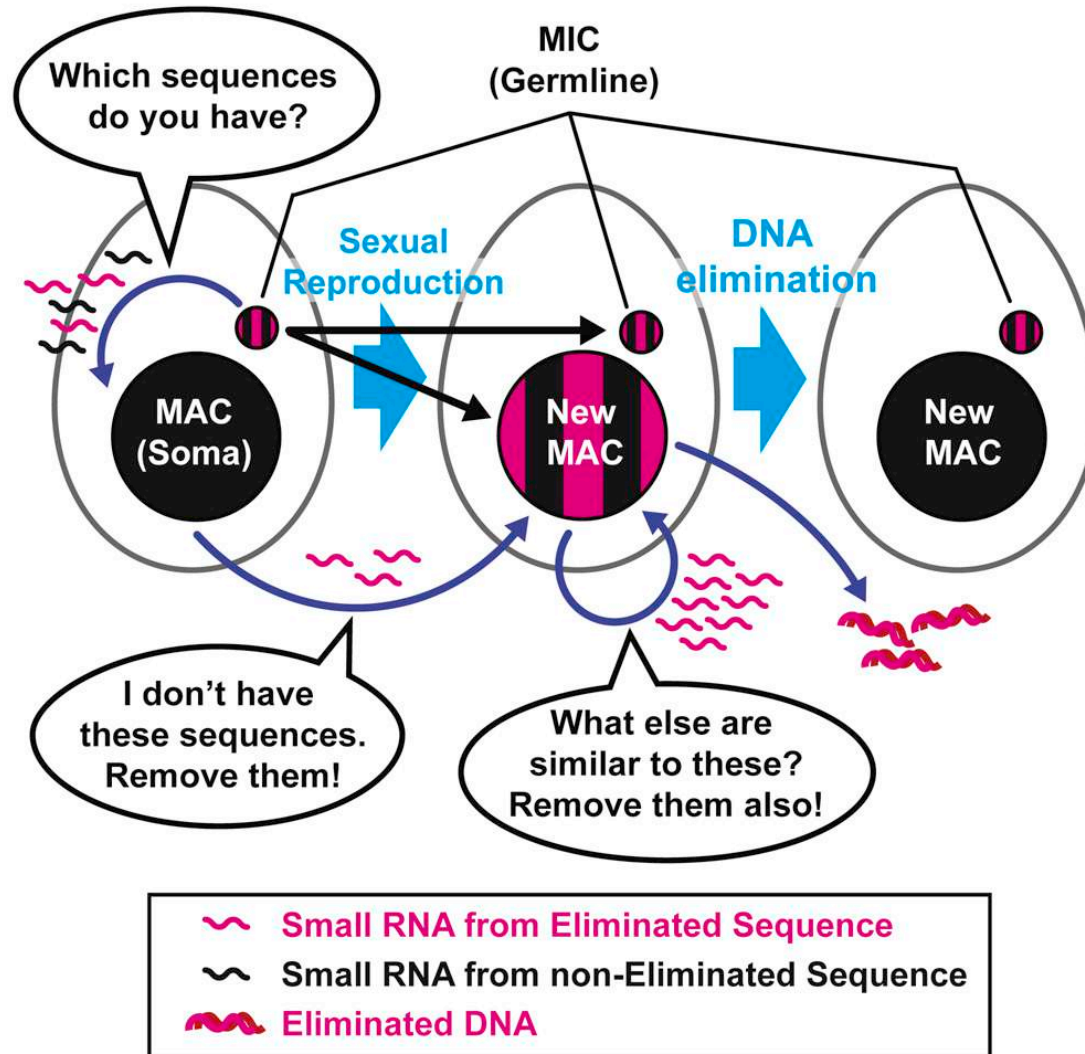 Which sequences
do you have?
MIC
(Germline)
Sexual
Reproduction
DNA
elimination
MAC
(Soma)
New
MAC
New
MAC
I don't have
these sequences.
Remove them!
What else are
similar to these?
Remove them also!
Small RNA from Eliminated Sequence
Small RNA from non-Eliminated Sequence
Eliminated DNA